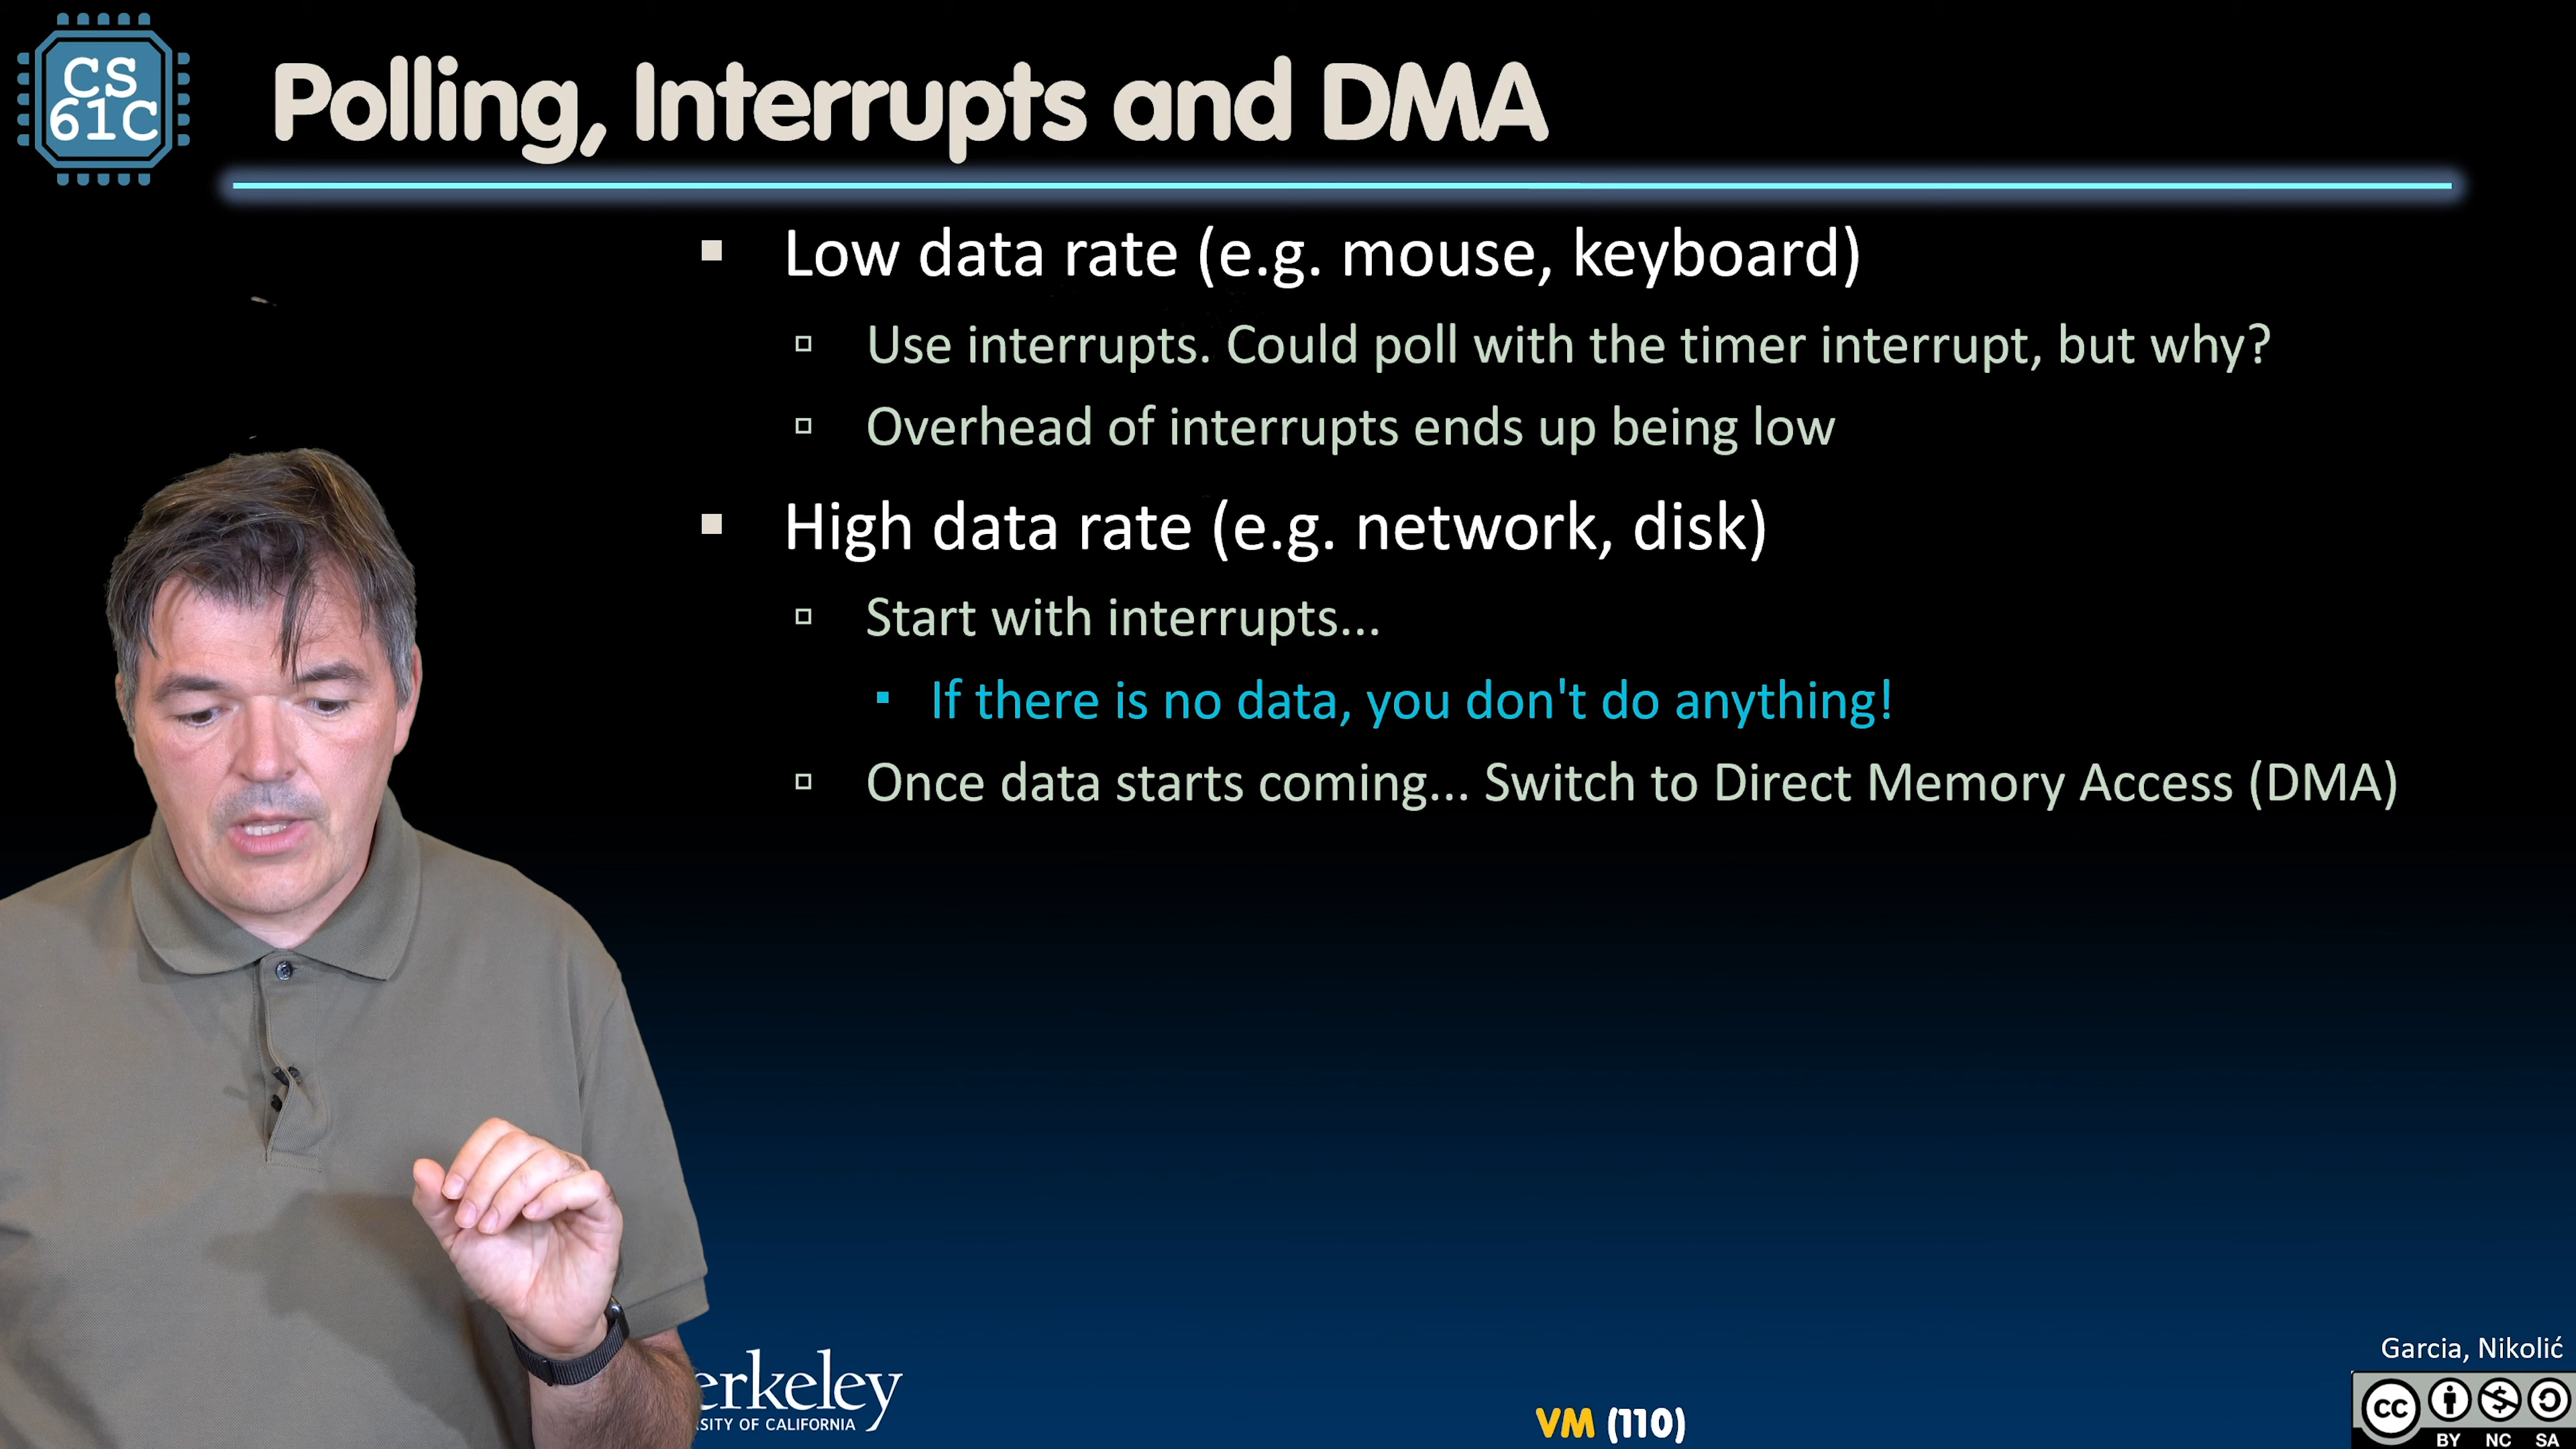 CS
61C
Polling, Interrupts and DMA
Low data rate (e.g. mouse, keyboard)
Use interrupts. Could poll with the timer interrupt, but why?
Overhead of interrupts ends up being low
High data rate (e.g. network, disk)
Start with interrupts...
If there is no data, you don't do anything!
Once data starts coming... Switch to Direct Memory Access (DMA)
erkeley
SITY OF CALIFORNIA
VM (110)
Garcia, Nikolić
cc
BY NC SA